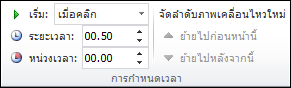 เริ่ม: เมื่อคลิก
ระยะเวลา: 00.50
หน่วงเวลา: 00.00
จัดลำดับภาพเคลื่อนไหวใหม่
ย้ายไปก่อนหน้านี้
ย้ายไปหลังจากนี้
การกำหนดเวลา